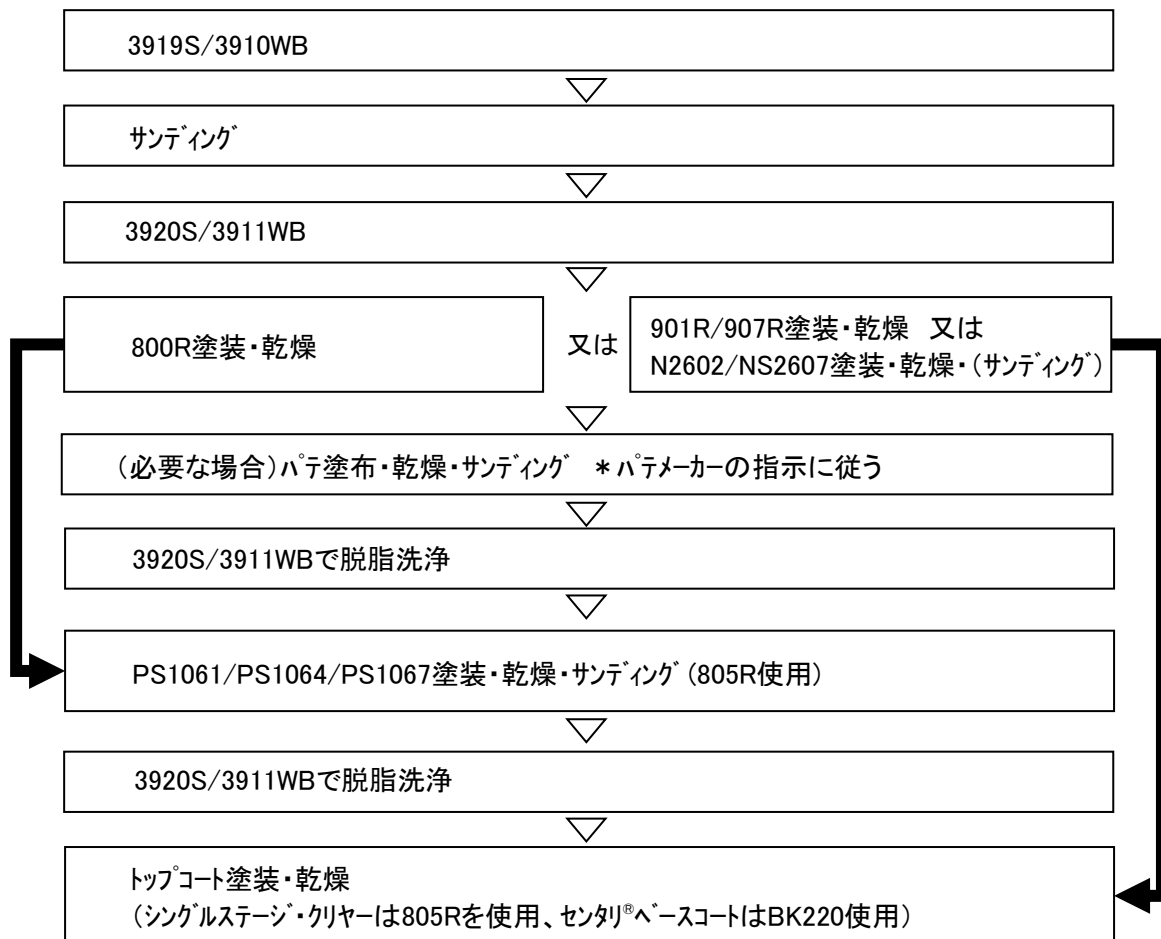 3919S/3910WB
サンディング
3920S/3911WB
800R塗装・乾燥
又は
901R/907R塗装・乾燥　又は
N2602/NS2607塗装・乾燥・(サンディング)
(必要な場合)パテ塗布・乾燥・サンディング　＊パテメーカーの指示に従う
3920S/3911WBで脱脂洗浄
PS1061/PS1064/PS1067塗装・乾燥・サンディング(805R使用)
3920S/3911WBで脱脂洗浄
トップコート塗装・乾燥
(シングルステージ・クリヤーは805Rを使用、センタリ®ベースコートはBK220使用)